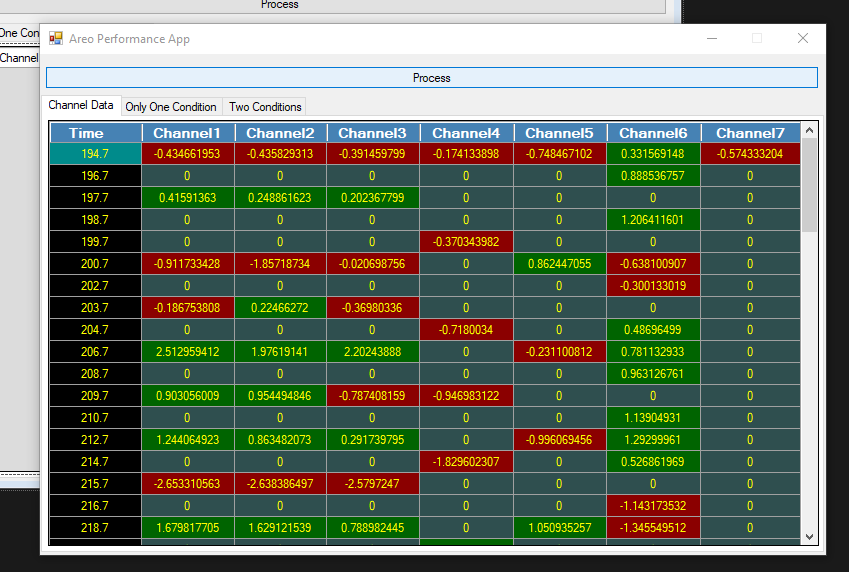 Process
One Con
Channel
Areo Performance App
Process
Channel Data Only One Condition Two Conditions
Time Channel1 Channel2 Channel3 Channel4 Channel5 Channel6 Channel7
194.7 -0.434661953 -0.435829313 -0.391459799 -0.174133898 -0.748467102 0.331569148 -0.574333204
196.7 0 0 0 0 0 0.888536757 0
197.7 0.41591363 0.248861623 0.202367799 0 0 0 0
198.7 0 0 0 0 0 1.206411601 0
199.7 0 0 0 -0.370343982 0 0 0
200.7 -0.911733428 -1.85718734 -0.020698756 0 0.862447055 -0.638100907 0
202.7 0 0 0 0 0 -0.300133019 0
203.7 -0.186753808 0.22466272 -0.36980336 0 0 0 0
204.7 0 0 0 -0.7180034 0 0.48696499 0
206.7 2.512959412 1.97619141 2.20243888 0 -0.231100812 0.781132933 0
208.7 0 0 0 0 0 0.963126761 0
209.7 0.903056009 0.954494846 -0.787408159 -0.946983122 0 0 0
210.7 0 0 0 0 0 1.13904931 0
212.7 1.244064923 0.863482073 0.291739795 0 -0.996069456 1.29299961 0
214.7 0 0 0 -1.829602307 0 0.526861969 0
215.7 -2.653310563 -2.638386497 -2.5797247 0 0 0 0
216.7 0 0 0 0 0 -1.143173532 0
218.7 1.679817705 1.629121539 0.788982445 0 1.050935257 -1.345549512 0